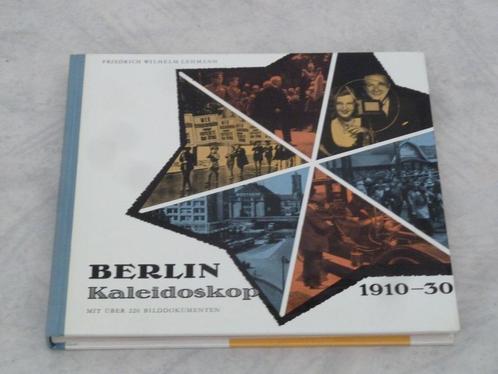 FRIEDRICH WILHELM LEHMANN
BERLIN
Kaleidoskop
1910-30
MIT ÜBER 220 BILDDOKUMENTEN